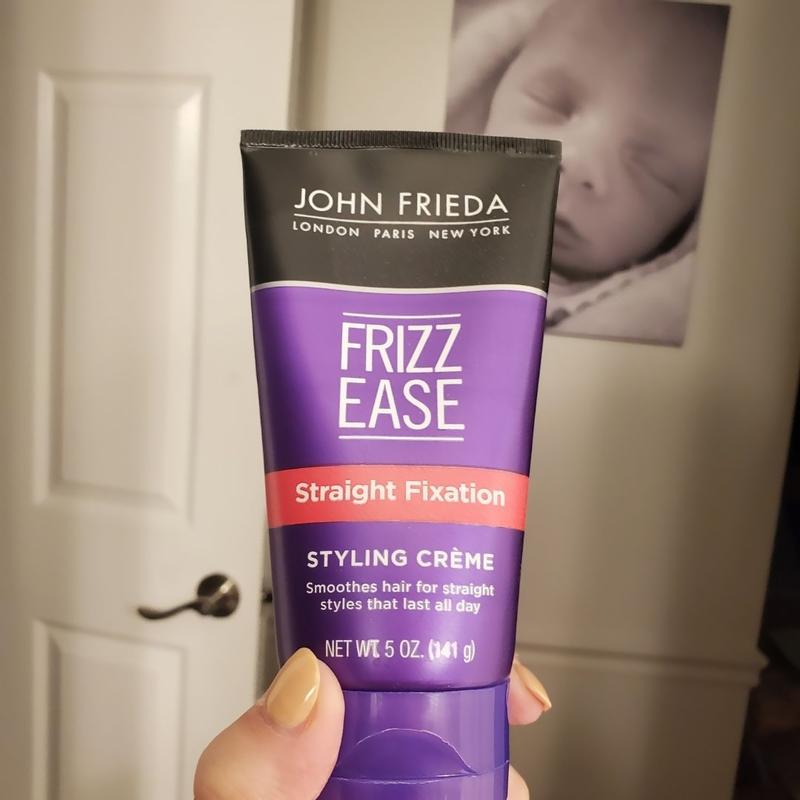 JOHN FRIEDA
LONDON PARIS NEW YORK
FRIZZ
EASE
Straight Fixation
STYLING CRÈME
Smoothes hair for straight
styles that last all day
NET WT. 5 OZ. (141 g)